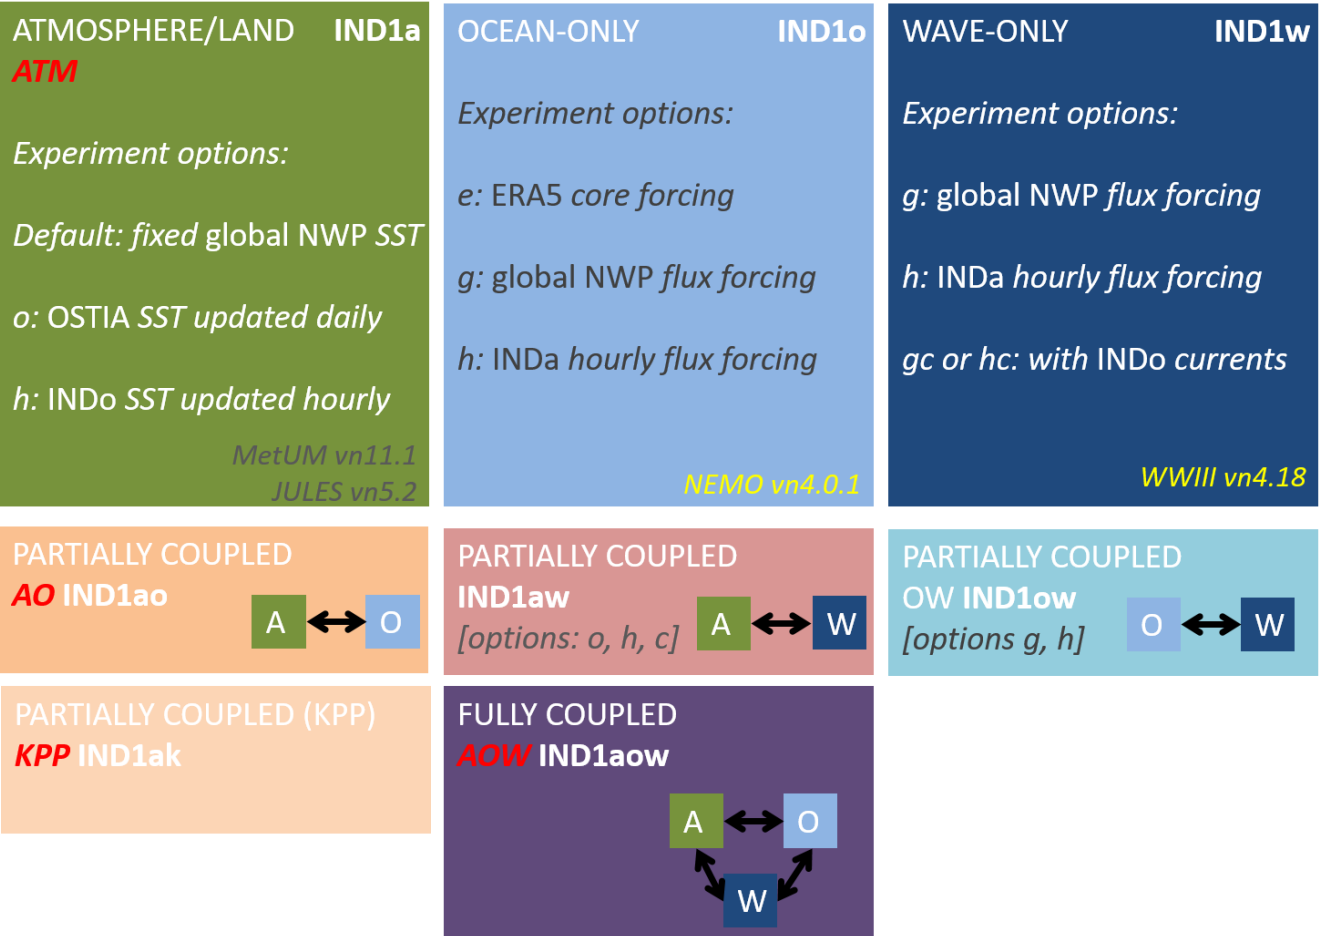 ATMOSPHERE/LAND IND1a
ATM
Experiment options:
Default: fixed global NWP SST
o: OSTIA SST updated daily
h: INDo SST updated hourly
MetUM vn11.1
JULES vn5.2
OCEAN-ONLY IND1o
Experiment options:
e: ERA5 core forcing
g: global NWP flux forcing
h: INDa hourly flux forcing
NEMO vn4.0.1
WAVE-ONLY IND1w
Experiment options:
g: global NWP flux forcing
h: INDa hourly flux forcing
gc or hc: with INDo currents
WWIII vn4.18
PARTIALLY COUPLED
AO IND1ao
A O
PARTIALLY COUPLED
IND1aw
[options: o, h, c]
A W
PARTIALLY COUPLED
OW IND1ow
[options g, h]
O W
PARTIALLY COUPLED (KPP)
KPP IND1ak
FULLY COUPLED
AOW IND1aow
A O
W